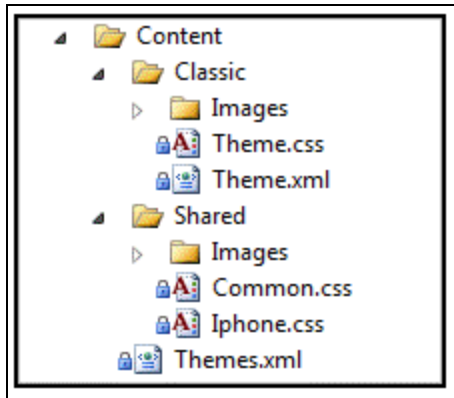 Content
Classic
Images
Theme.css
Theme.xml
Shared
Images
Common.css
Iphone.css
Themes.xml